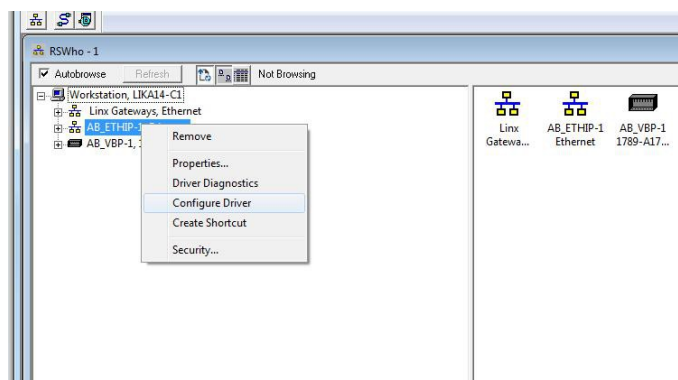 RSWho - 1
Autobrowse Refresh Not Browsing
Workstation, LIKA14-C1
Linx Gateways, Ethernet
AB_ETHIP-1
AB_VBP-1,
Remove
Properties...
Driver Diagnostics
Configure Driver
Create Shortcut
Security...
Linx Gatewa...
AB_ETHIP-1 Ethernet
AB_VBP-1 1789-A17...